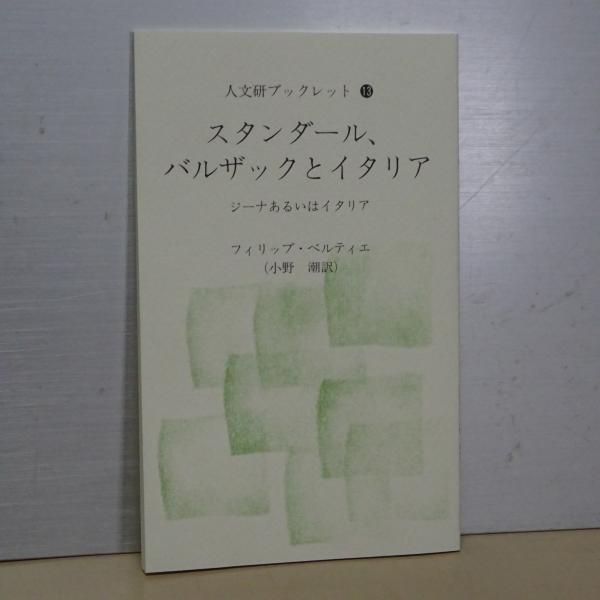 人文研ブックレット ⓭
スタンダール、
バルザックとイタリア
ジーナあるいはイタリア
フィリップ・ベルティエ
（小野　潮訳）